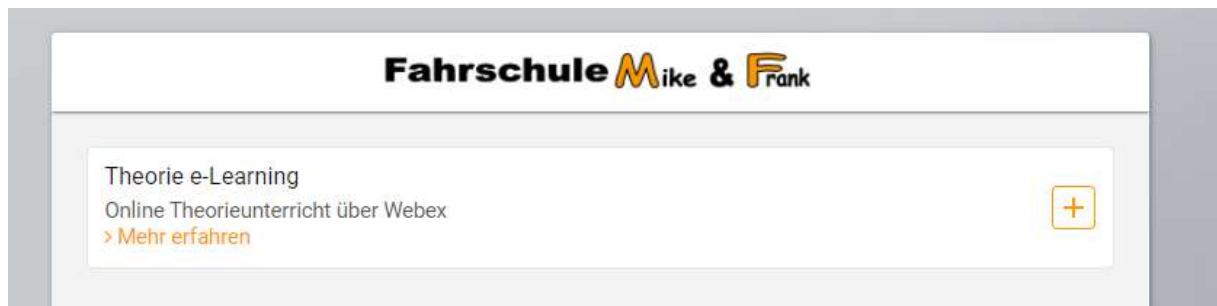 Fahrschule Mike & Frank
Theorie e-Learning
Online Theorieunterricht über Webex
> Mehr erfahren